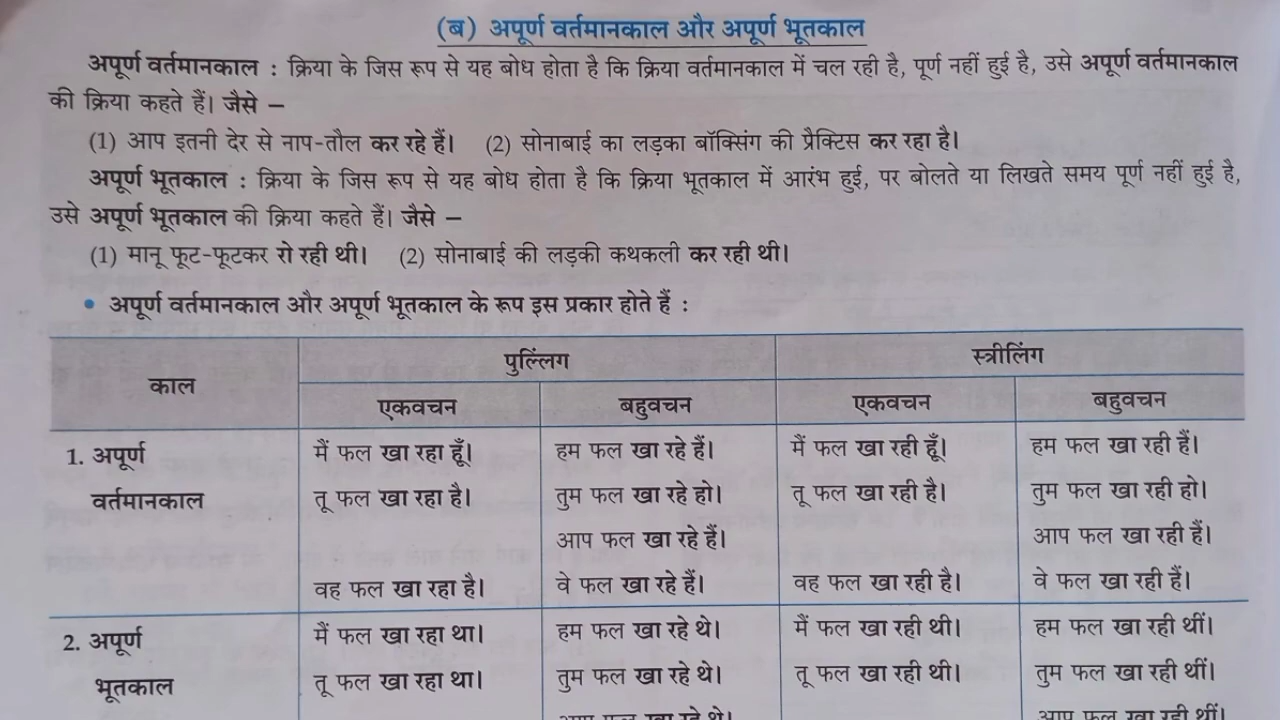 (ब) अपूर्ण वर्तमानकाल और अपूर्ण भूतकाल
अपूर्ण वर्तमानकाल : क्रिया के जिस रूप से यह बोध होता है कि क्रिया वर्तमानकाल में चल रही है, पूर्ण नहीं हुई है, उसे अपूर्ण वर्तमानकाल
की क्रिया कहते हैं। जैसे –
(1) आप इतनी देर से नाप-तौल कर रहे हैं। (2) सोनाबाई का लड़का बॉक्सिंग की प्रैक्टिस कर रहा है।
अपूर्ण भूतकाल : क्रिया के जिस रूप से यह बोध होता है कि क्रिया भूतकाल में आरंभ हुई, पर बोलते या लिखते समय पूर्ण नहीं हुई है,
उसे अपूर्ण भूतकाल की क्रिया कहते हैं। जैसे –
(1) मानू फूट-फूटकर रो रही थी। (2) सोनाबाई की लड़की कथकली कर रही थी।
• अपूर्ण वर्तमानकाल और अपूर्ण भूतकाल के रूप इस प्रकार होते हैं :
काल पुल्लिंग स्त्रीलिंग
एकवचन बहुवचन एकवचन बहुवचन
1. अपूर्ण मैं फल खा रहा हूँ। हम फल खा रहे हैं। मैं फल खा रही हूँ। हम फल खा रही हैं।
वर्तमानकाल तू फल खा रहा है। तुम फल खा रहे हो। तू फल खा रही है। तुम फल खा रही हो।
आप फल खा रहे हैं। आप फल खा रही हैं।
वह फल खा रहा है। वे फल खा रहे हैं। वह फल खा रही है। वे फल खा रही हैं।
2. अपूर्ण मैं फल खा रहा था। हम फल खा रहे थे। मैं फल खा रही थी। हम फल खा रही थीं।
भूतकाल तू फल खा रहा था। तुम फल खा रहे थे। तू फल खा रही थी। तुम फल खा रही थीं।
आप फल खा रहे थे। आप फल खा रही थीं।